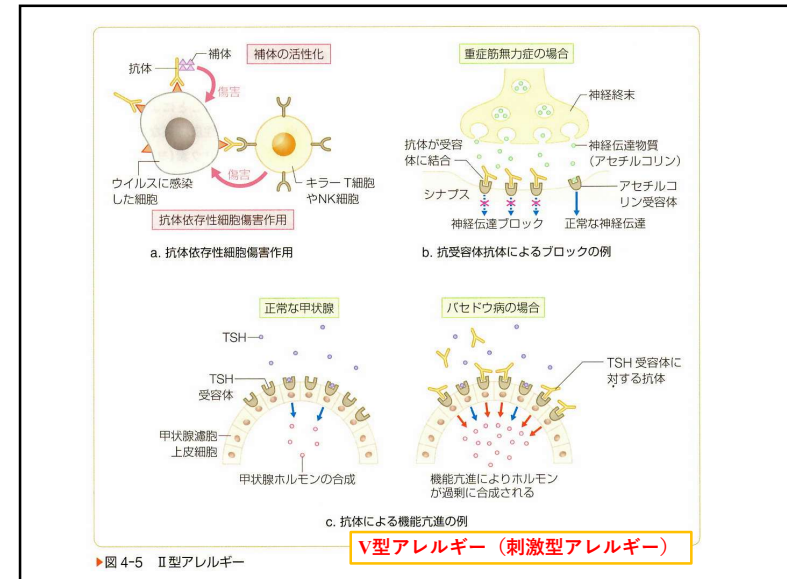 補体の活性化
補体
抗体
傷害
傷害
ウイルスに感染
した細胞
キラーT細胞
やNK細胞
抗体依存性細胞傷害作用
a. 抗体依存性細胞傷害作用
重症筋無力症の場合
神経終末
抗体が受容
体に結合
神経伝達物質
(アセチルコリン)
シナプス
アセチルコ
リン受容体
神経伝達ブロック
正常な神経伝達
b. 抗受容体抗体によるブロックの例
正常な甲状腺
TSH
TSH
受容体
甲状腺濾胞
上皮細胞
甲状腺ホルモンの合成
バセドウ病の場合
TSH 受容体に
対する抗体
機能亢進によりホルモン
が過剰に合成される
c. 抗体による機能亢進の例
V型アレルギー(刺激型アレルギー)
▶図 4-5 Ⅱ型アレルギー